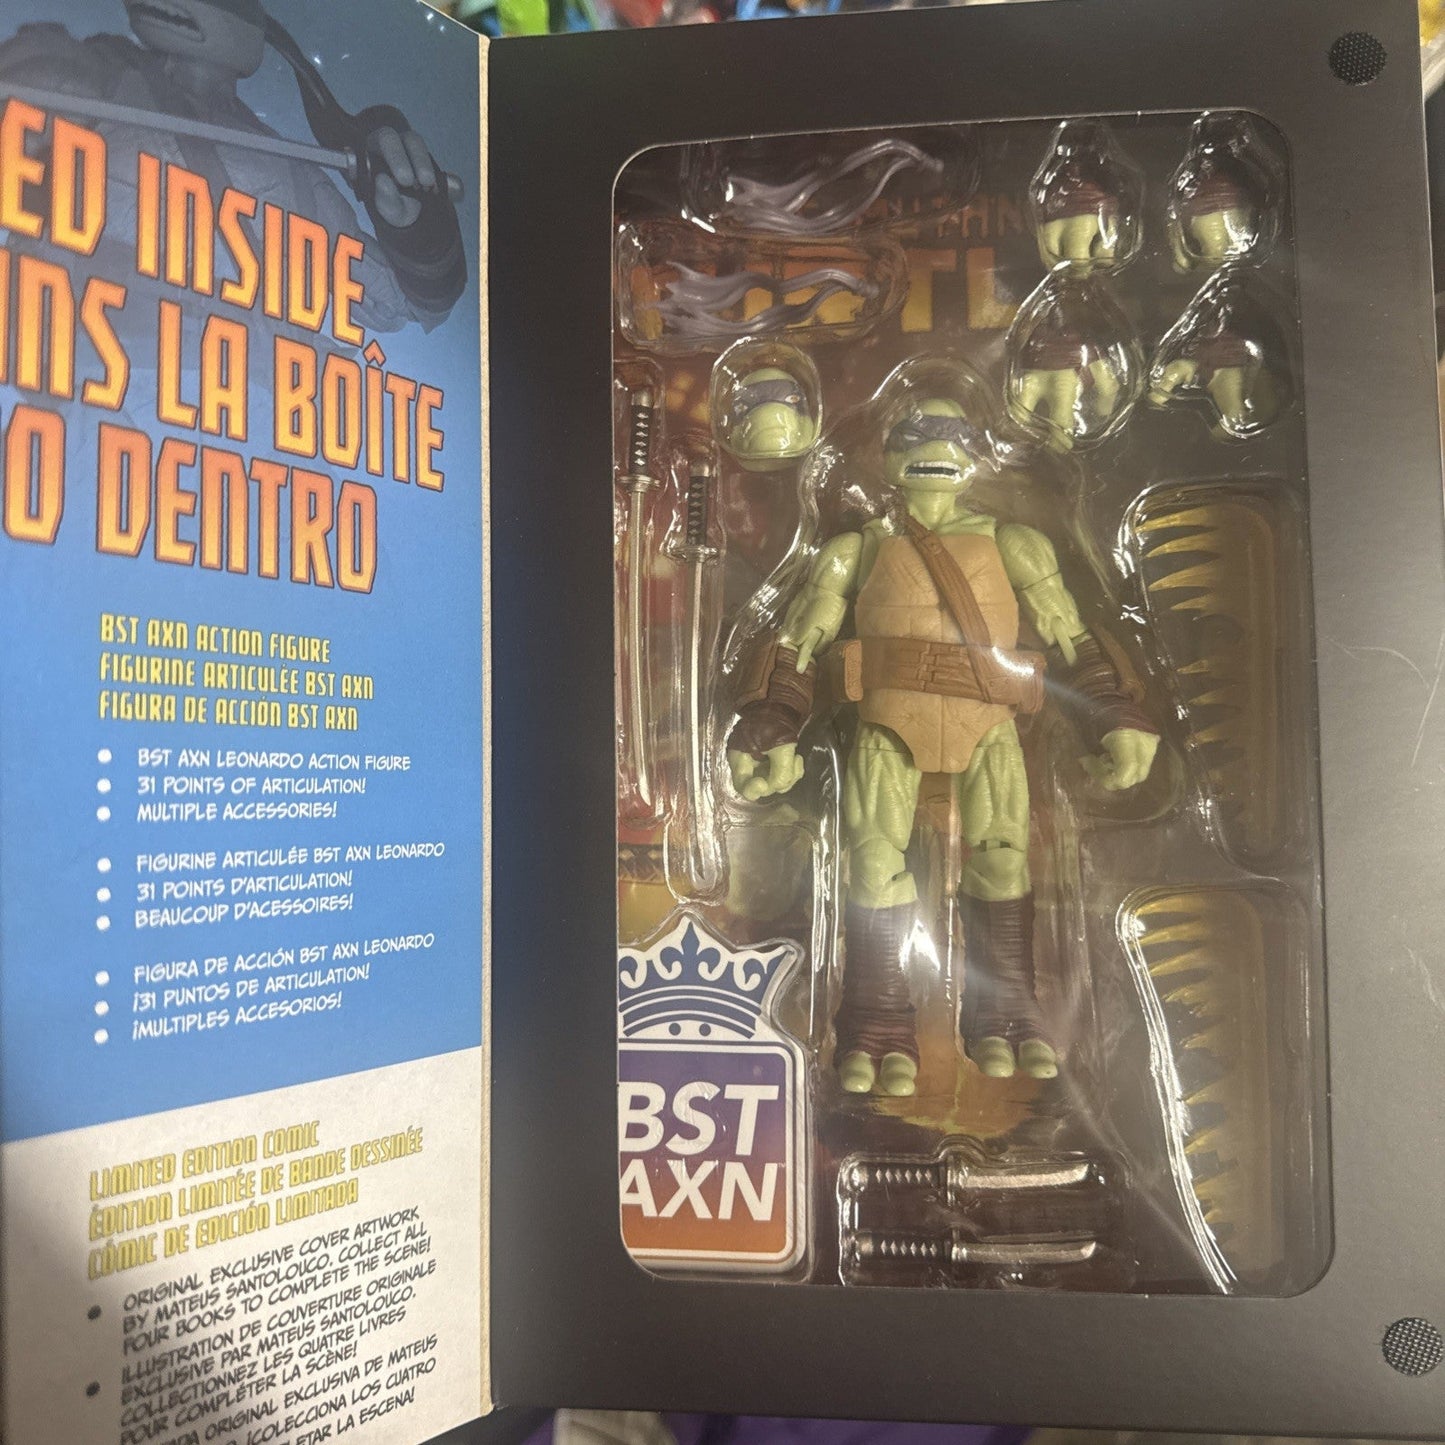 ED INSIDE
INS LA BOÎTE
O DENTRO
BST AXN ACTION FIGURE
FIGURINE ARTICULÉE BST AXN
FIGURA DE ACCIÓN BST AXN
BST AXN LEONARDO ACTION FIGURE
31 POINTS OF ARTICULATION!
MULTIPLE ACCESSORIES!
FIGURINE ARTICULÉE BST AXN LEONARDO
31 POINTS D'ARTICULATION!
BEAUCOUP D'ACESSOIRES!
FIGURA DE ACCIÓN BST AXN LEONARDO
¡31 PUNTOS DE ARTICULATION!
¡MULTIPLES ACCESORIOS!
LIMITED EDITION COMIC
ÉDITION LIMITÉE DE BANDE DESSINÉE
CÓMIC DE EDICIÓN LIMITADA
ORIGINAL EXCLUSIVE COVER ARTWORK
BY MATEUS SANTOLOUCO. COLLECT ALL
FOUR BOOKS TO COMPLETE THE SCENE!
ILLUSTRATION DE COUVERTURE ORIGINALE
EXCLUSIVE PAR MATEUS SANTOLOUCO.
COLLECTIONNEZ LES QUATRE LIVRES
POUR COMPLÉTER LA SCÈNE!
ORIGINAL EXCLUSIVA DE MATEUS
¡COLECCIONA LOS CUATRO
LA ESCENA!
BST
AXN